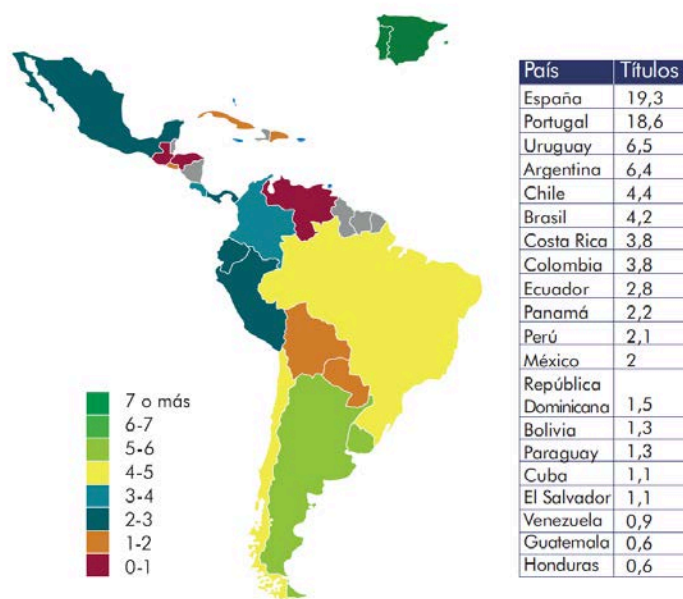 País Títulos
España 19,3
Portugal 18,6
Uruguay 6,5
Argentina 6,4
Chile 4,4
Brasil 4,2
Costa Rica 3,8
Colombia 3,8
Ecuador 2,8
Panamá 2,2
Perú 2,1
México 2
República
Dominicana 1,5
Bolivia 1,3
Paraguay 1,3
Cuba 1,1
El Salvador 1,1
Venezuela 0,9
Guatemala 0,6
Honduras 0,6
7 o más
6-7
5-6
4-5
3-4
2-3
1-2
0-1